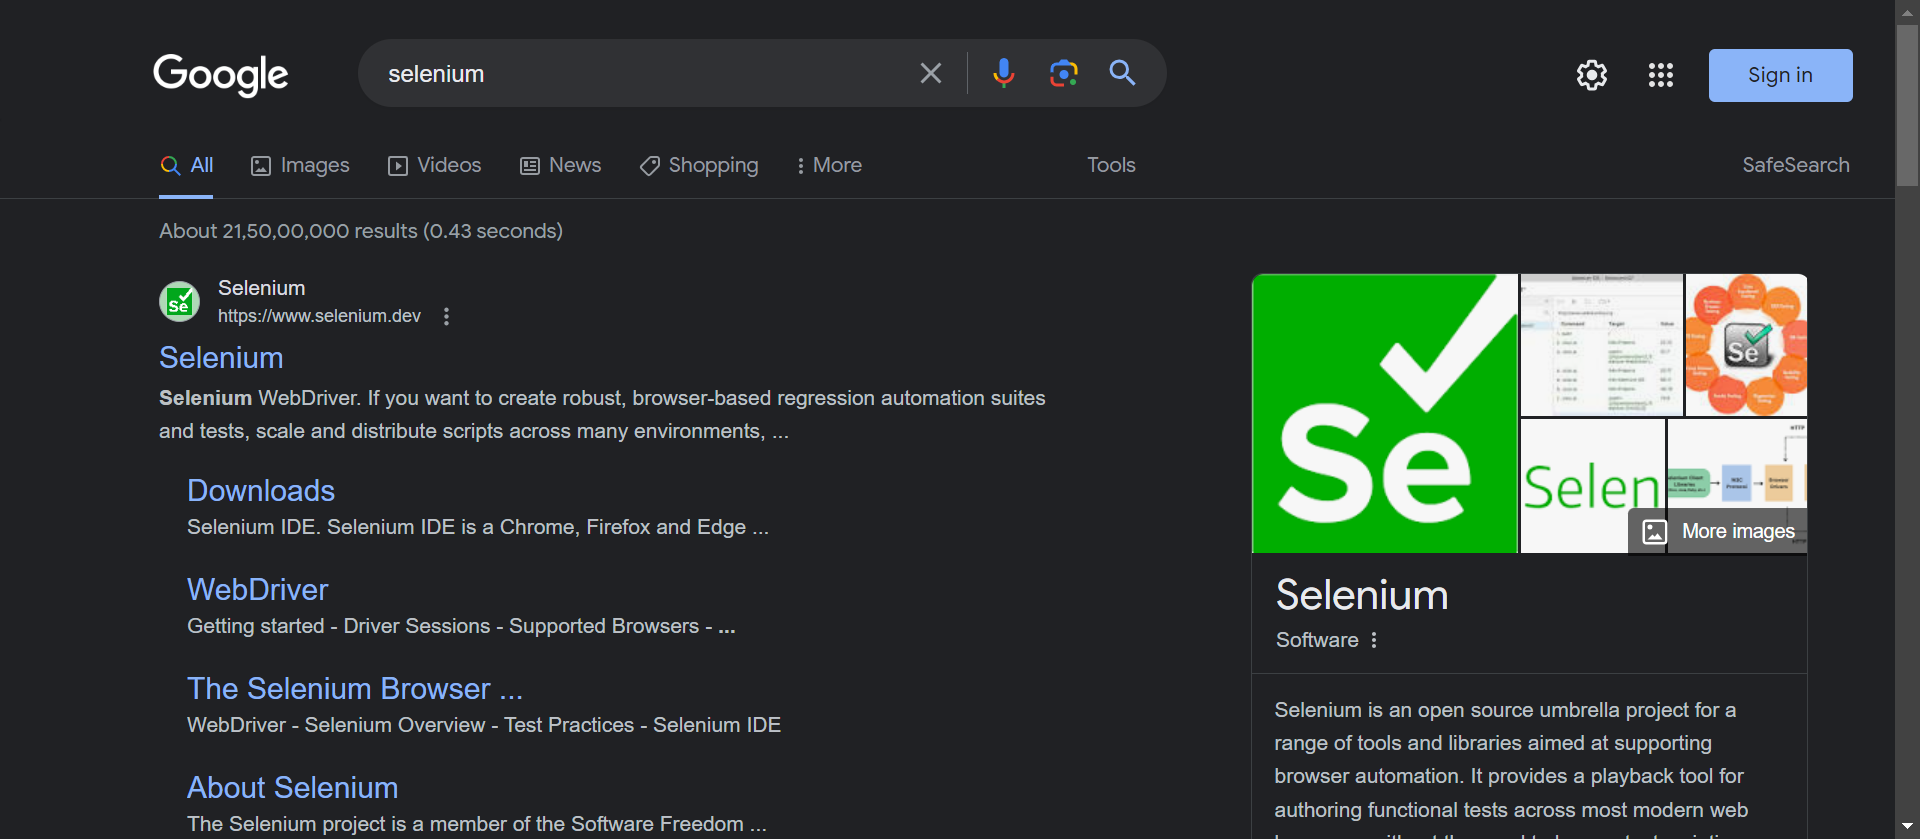 Google
selenium
Sign in
All
Images
Videos
News
Shopping
More
Tools
SafeSearch
About 21,50,00,000 results (0.43 seconds)
Selenium
https://www.selenium.dev
Selenium
Selenium WebDriver. If you want to create robust, browser-based regression automation suites
and tests, scale and distribute scripts across many environments, ...
Downloads
Selenium IDE. Selenium IDE is a Chrome, Firefox and Edge ...
WebDriver
Getting started - Driver Sessions - Supported Browsers - ...
The Selenium Browser ...
WebDriver - Selenium Overview - Test Practices - Selenium IDE
About Selenium
The Selenium project is a member of the Software Freedom ...
Se
Se
Se
Selen
More images
Selenium
Software
Selenium is an open source umbrella project for a
range of tools and libraries aimed at supporting
browser automation. It provides a playback tool for
authoring functional tests across most modern web